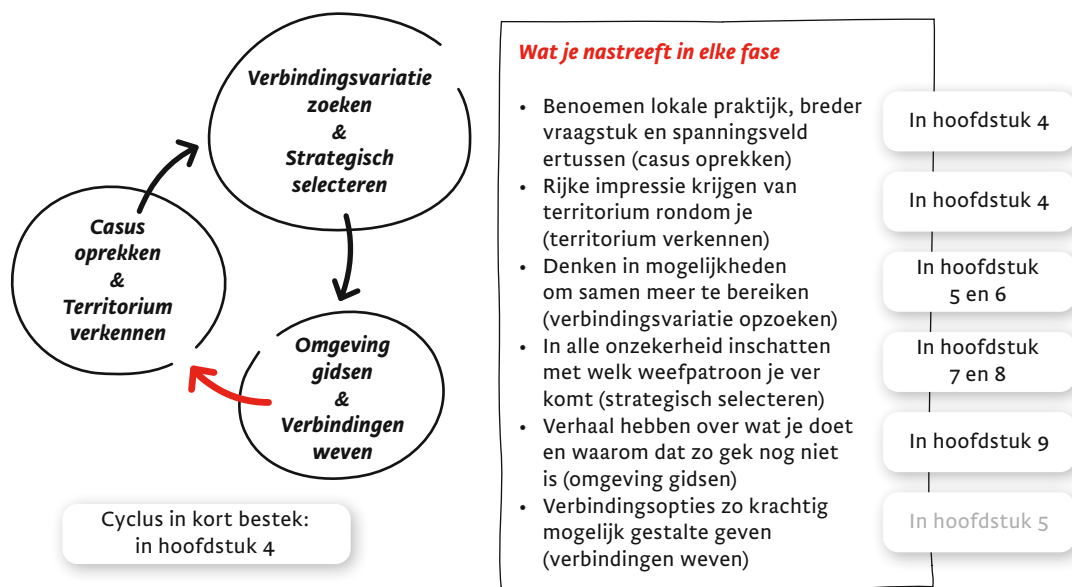 Verbindingsvariatie
zoeken
&
Strategisch
selecteren
Casus
oprekken
&
Territorium
verkennen
Omgeving
gidsen
&
Verbindingen
weven
Cyclus in kort bestek:
in hoofdstuk 4
Wat je nastreeft in elke fase
• Benoemen lokale praktijk, breder
vraagstuk en spanningsveld
ertussen (casus oprekken)
In hoofdstuk 4
• Rijke impressie krijgen van
territorium rondom je
(territorium verkennen)
In hoofdstuk 4
• Denken in mogelijkheden
om samen meer te bereiken
(verbindingsvariatie opzoeken)
In hoofdstuk
5 en 6
• In alle onzekerheid inschatten
met welk weefpatroon je ver
komt (strategisch selecteren)
In hoofdstuk
7 en 8
• Verhaal hebben over wat je doet
en waarom dat zo gek nog niet
is (omgeving gidsen)
In hoofdstuk 9
• Verbindingsopties zo krachtig
mogelijk gestalte geven
(verbindingen weven)
In hoofdstuk 5